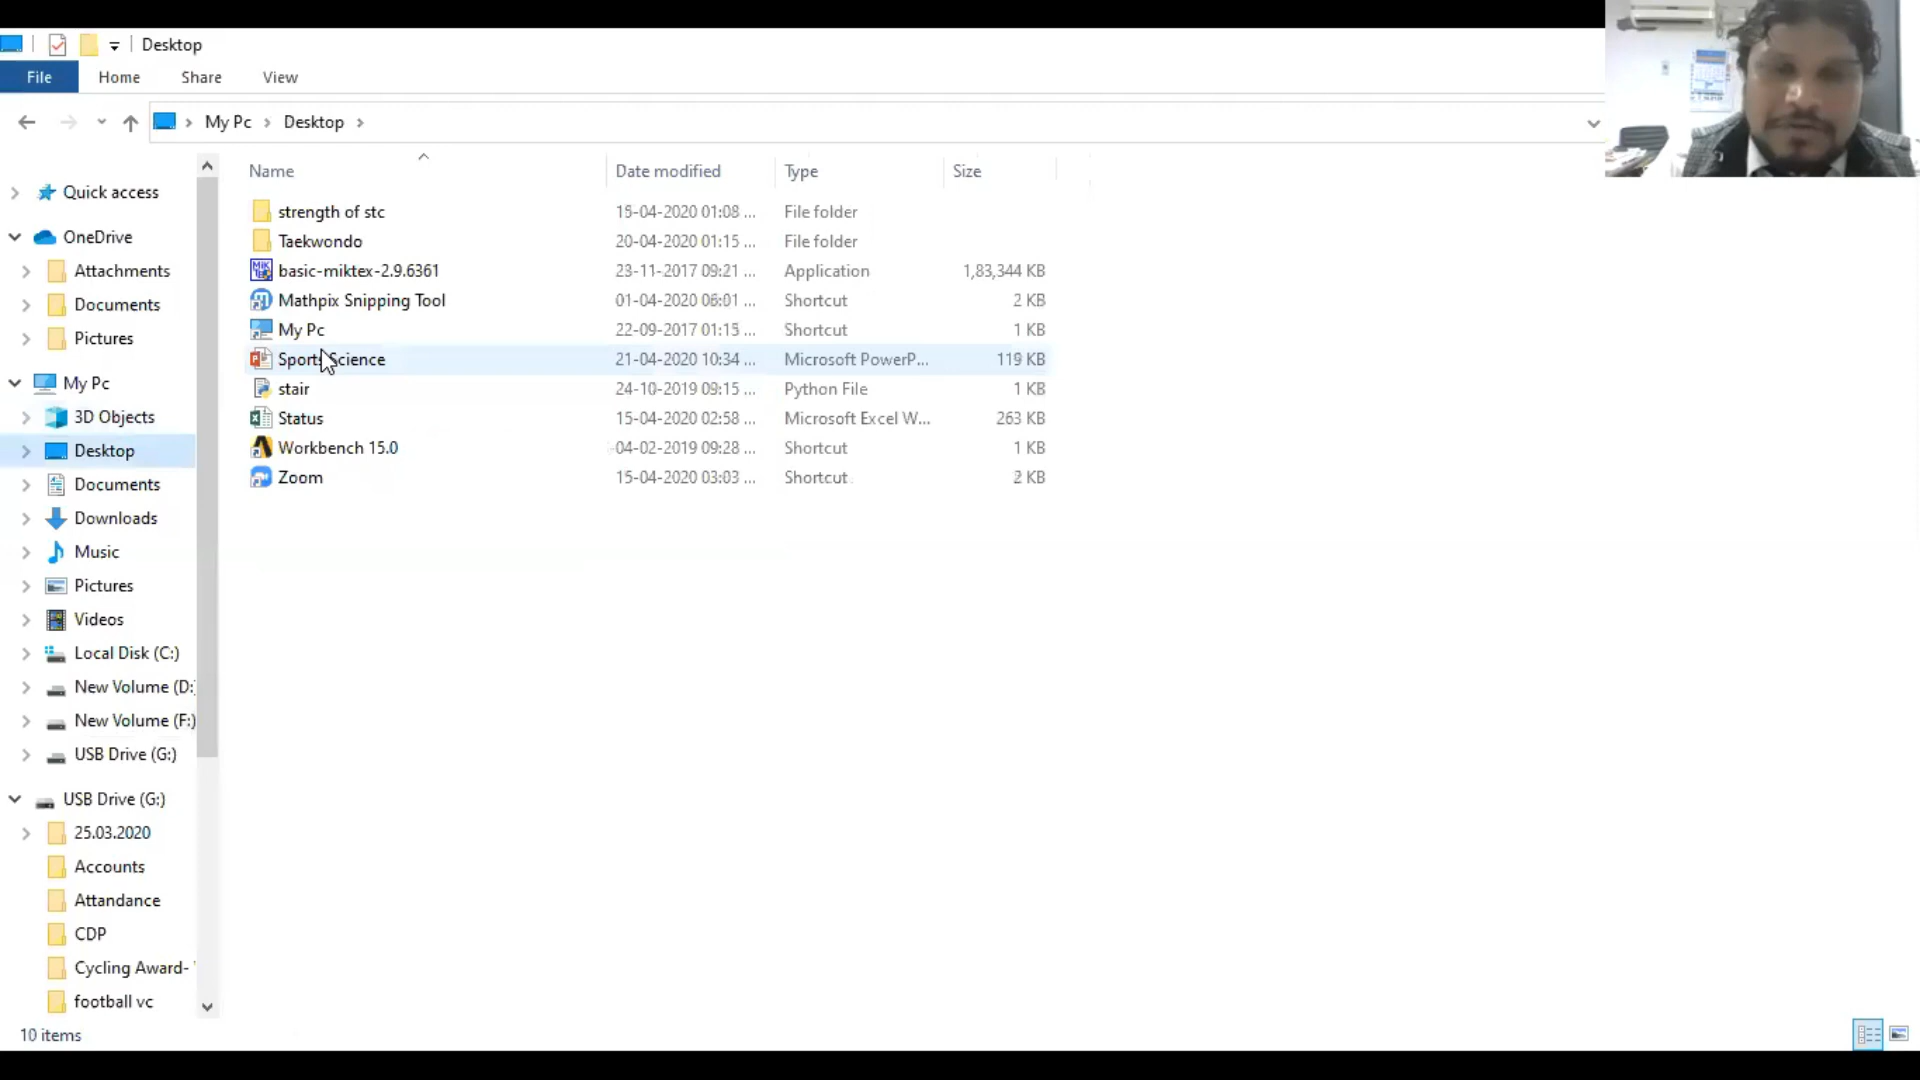 Desktop
File Home Share View
My Pc Desktop
Name Date modified Type Size
Quick access
OneDrive
Attachments
Documents
Pictures
My Pc
3D Objects
Desktop
Documents
Downloads
Music
Pictures
Videos
Local Disk (C:)
New Volume (D:)
New Volume (F:)
USB Drive (G:)
USB Drive (G:)
25.03.2020
Accounts
Attandance
CDP
Cycling Award-
football vc
strength of stc 15-04-2020 01:08 ... File folder
Taekwondo 20-04-2020 01:15 ... File folder
basic-miktex-2.9.6361 23-11-2017 09:21 ... Application 1,83,344 KB
Mathpix Snipping Tool 01-04-2020 06:01 ... Shortcut 2 KB
My Pc 22-09-2017 01:15 ... Shortcut 1 KB
Sports Science 21-04-2020 10:34 ... Microsoft PowerP... 119 KB
stair 24-10-2019 09:15 ... Python File 1 KB
Status 15-04-2020 02:58 ... Microsoft Excel W... 263 KB
Workbench 15.0 04-02-2019 09:28 ... Shortcut 1 KB
Zoom 15-04-2020 03:03 ... Shortcut 2 KB
10 items